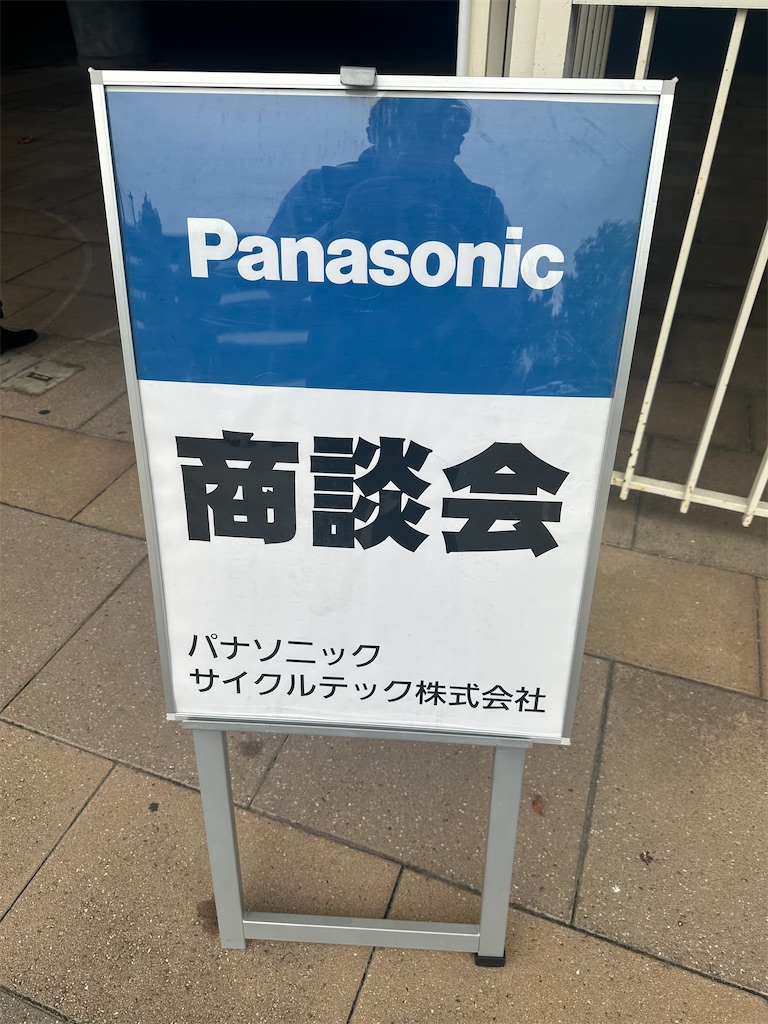 Panasonic
商談会
パナソニック
サイクルテック株式会社